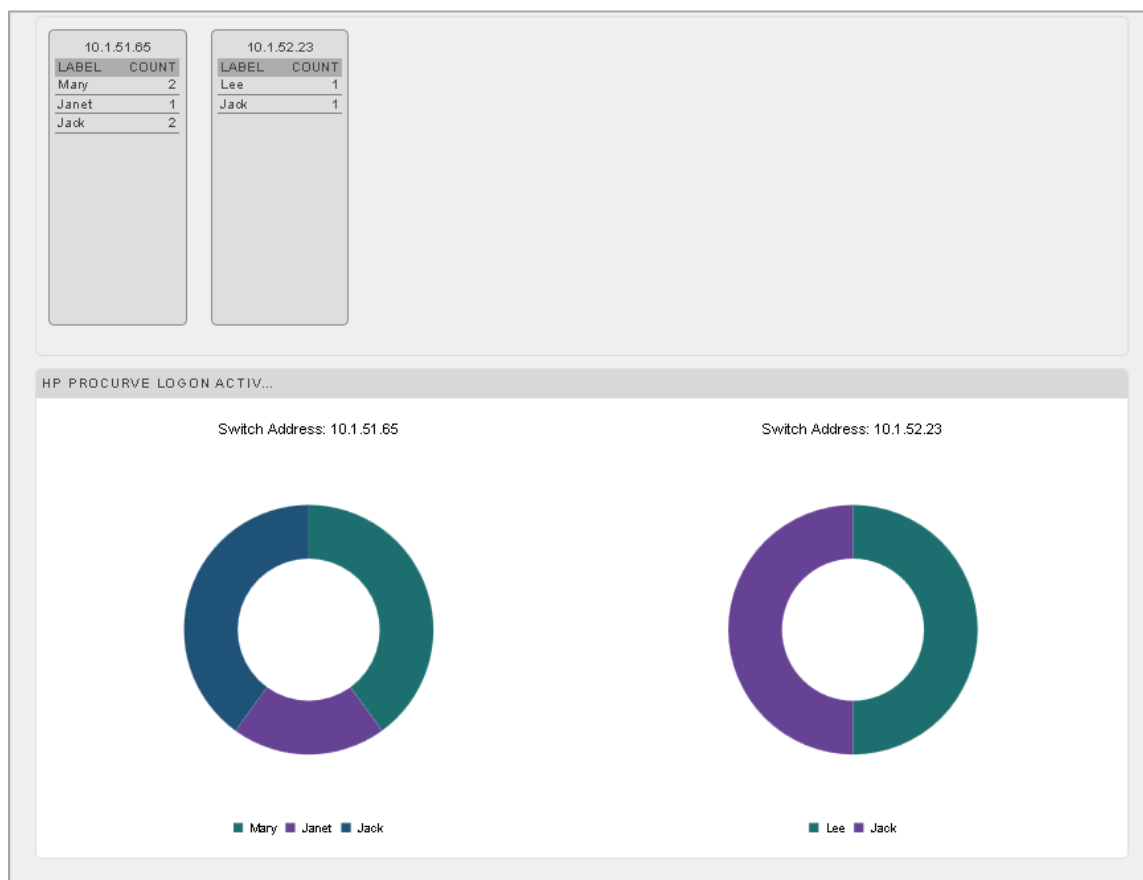 10.1.51.65
LABEL COUNT
Mary 2
Janet 1
Jack 2
10.1.52.23
LABEL COUNT
Lee 1
Jack 1
HP PROCURVE LOGON ACTIV...
Switch Address: 10.1.51.65
Switch Address: 10.1.52.23
Mary Janet Jack
Lee Jack